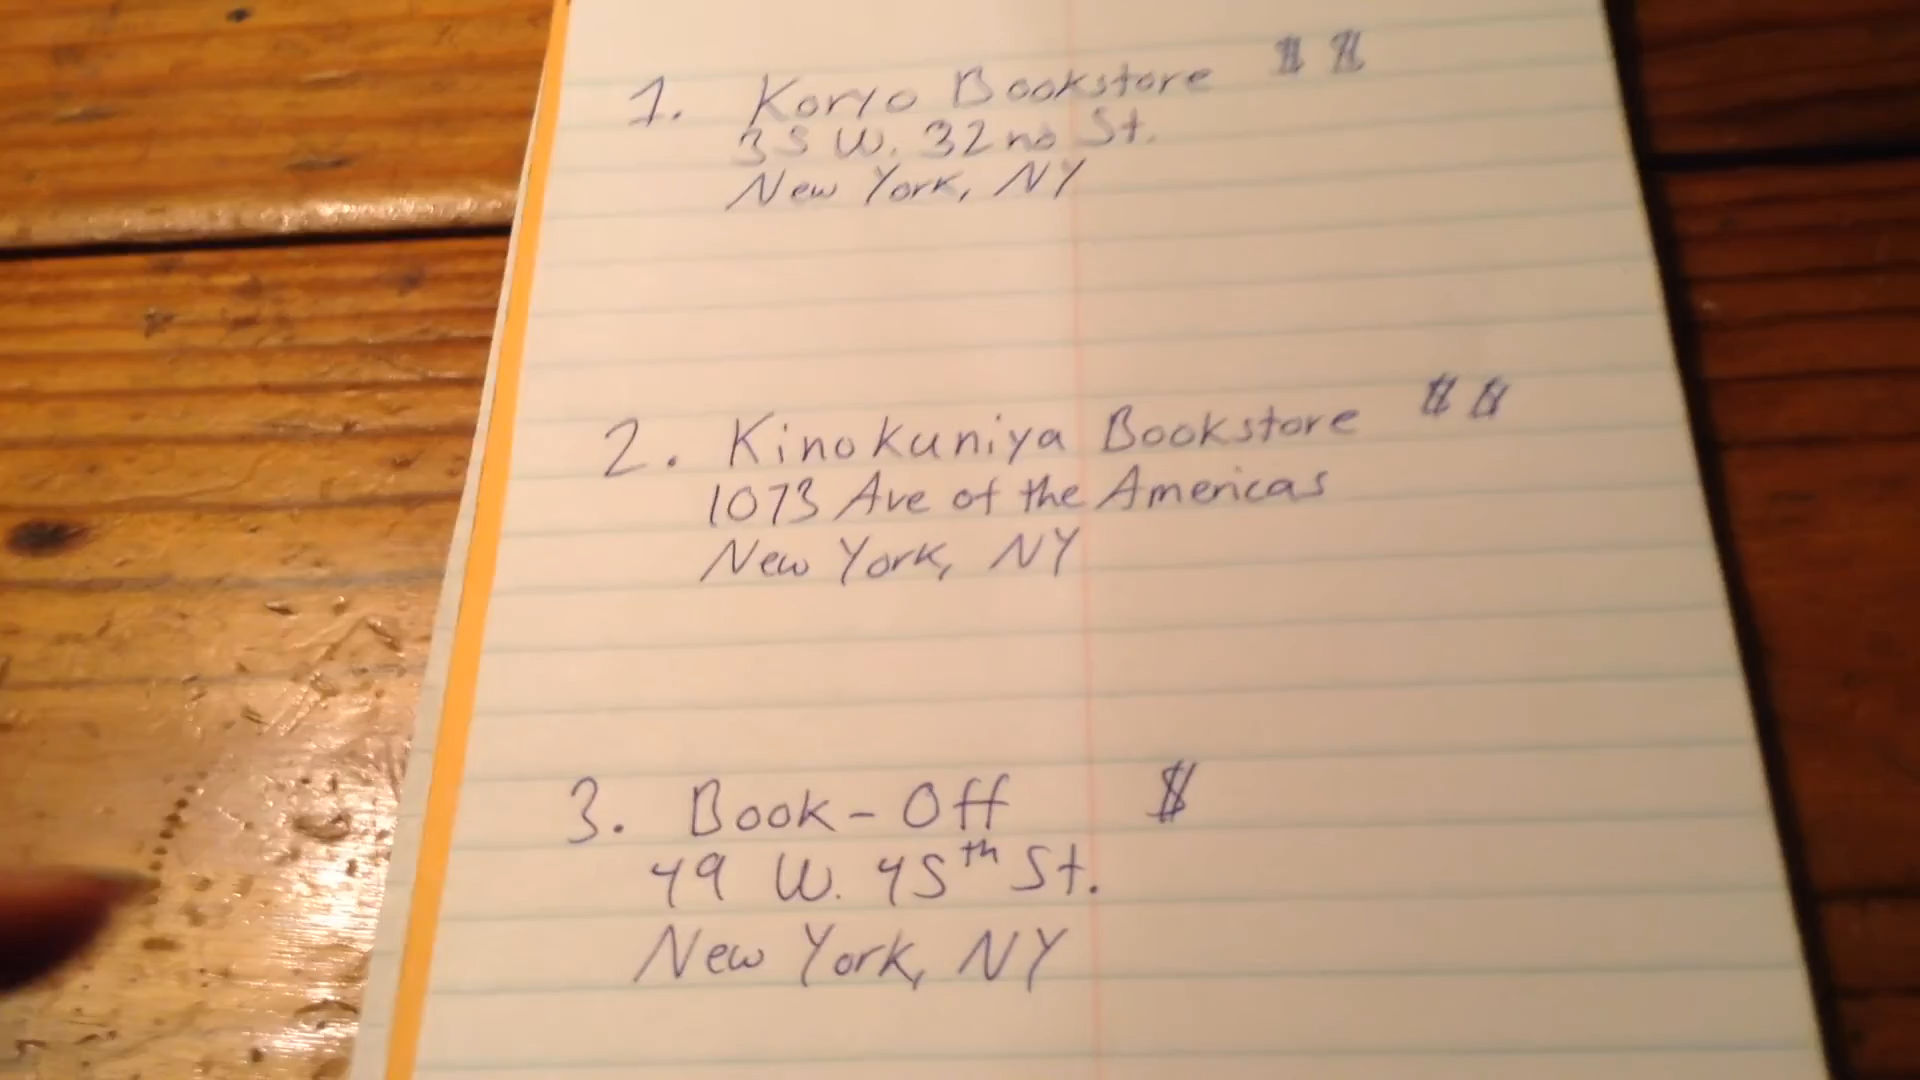 1. Koryo Bookstore $$
35 W. 32nd St.
New York, NY
2. Kinokuniya Bookstore $$
1073 Ave of the Americas
New York, NY
3. Book-Off $
49 W. 45th St.
New York, NY